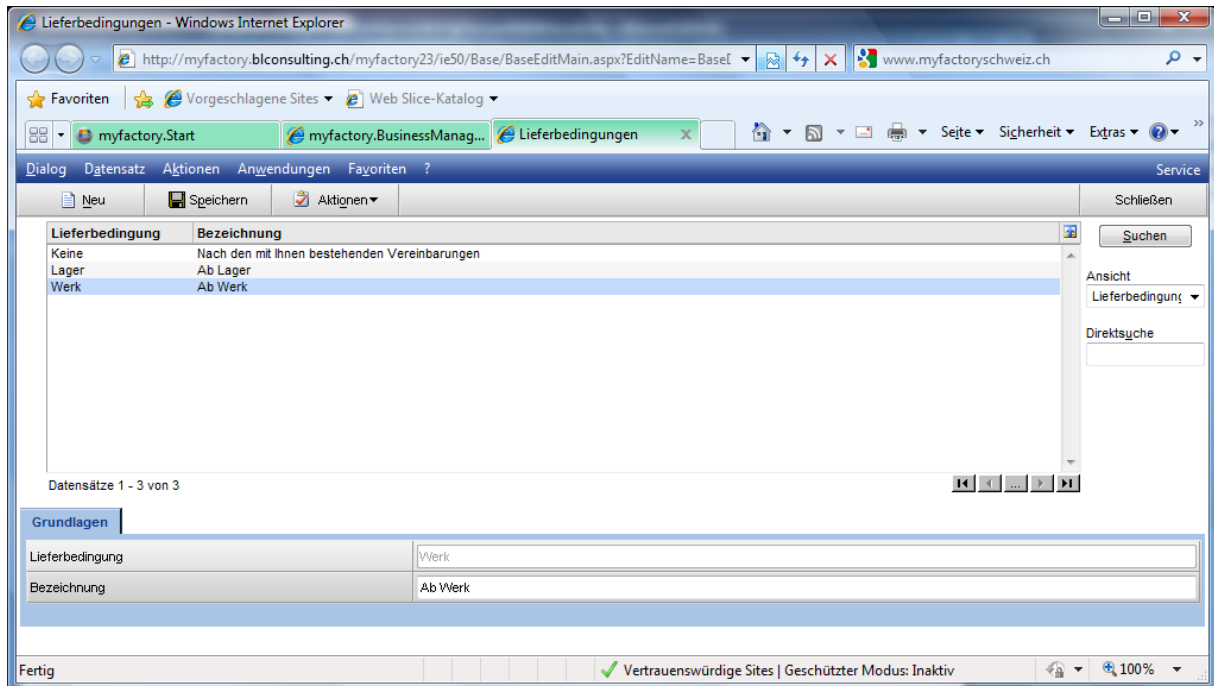 Lieferbedingungen - Windows Internet Explorer
http://myfactory.blconsulting.ch/myfactory23/ie50/Base/BaseEditMain.aspx?EditName=BaseD
www.myfactoryschweiz.ch
Favoriten Vorgeschlagene Sites Web Slice-Katalog
myfactory.Start myfactory.BusinessManag... Lieferbedingungen x Seite Sicherheit Extras »
Dialog Datensatz Aktionen Anwendungen Favoriten ? Service
Neu Speichern Aktionen Schließen
Lieferbedingung Bezeichnung
Suchen
Keine Nach den mit Ihnen bestehenden Vereinbarungen
Lager Ab Lager
Werk Ab Werk
Ansicht
Lieferbedingung
Direktsuche
Datensätze 1 - 3 von 3
...
Grundlagen
Lieferbedingung Werk
Bezeichnung Ab Werk
Fertig Vertrauenswürdige Sites | Geschützter Modus: Inaktiv 100%